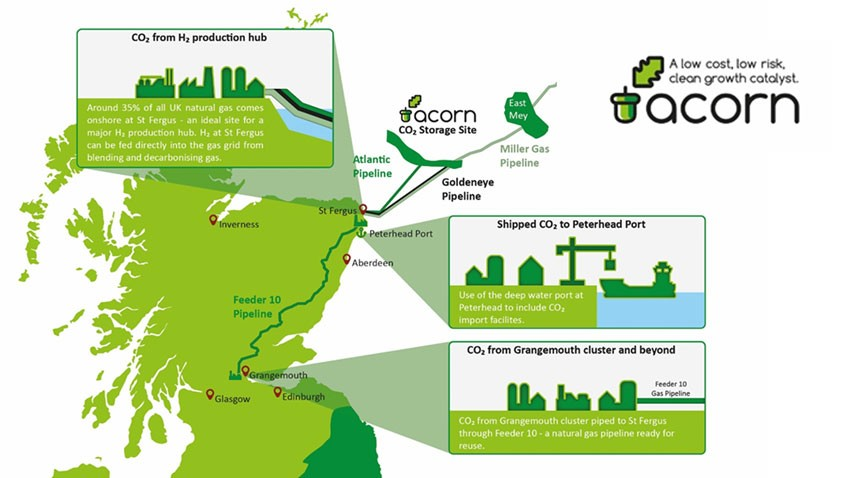 CO₂ from H₂ production hub
Around 35% of all UK natural gas comes
onshore at St Fergus - an ideal site for a
major H₃ production hub. H₃ at St Fergus
can be fed directly into the gas grid from
blending and decarbonising gas.
A low cost, low risk,
clean growth catalyst.
acorn
acorn
CO₂ Storage Site
East
Mey
Miller Gas
Pipeline
Atlantic
Pipeline
Goldeneye
Pipeline
St Fergus
Inverness
Peterhead Port
Aberdeen
Shipped CO₂ to Peterhead Port
Use of the deep water port at
Peterhead to include CO₂
import facilites.
Feeder 10
Pipeline
Grangemouth
Glasgow
Edinburgh
CO₂ from Grangemouth cluster and beyond
Feeder 10
Gas Pipeline
CO₂ from Grangemouth cluster piped to St Fergus
through Feeder 10 - a natural gas pipeline ready for
reuse.